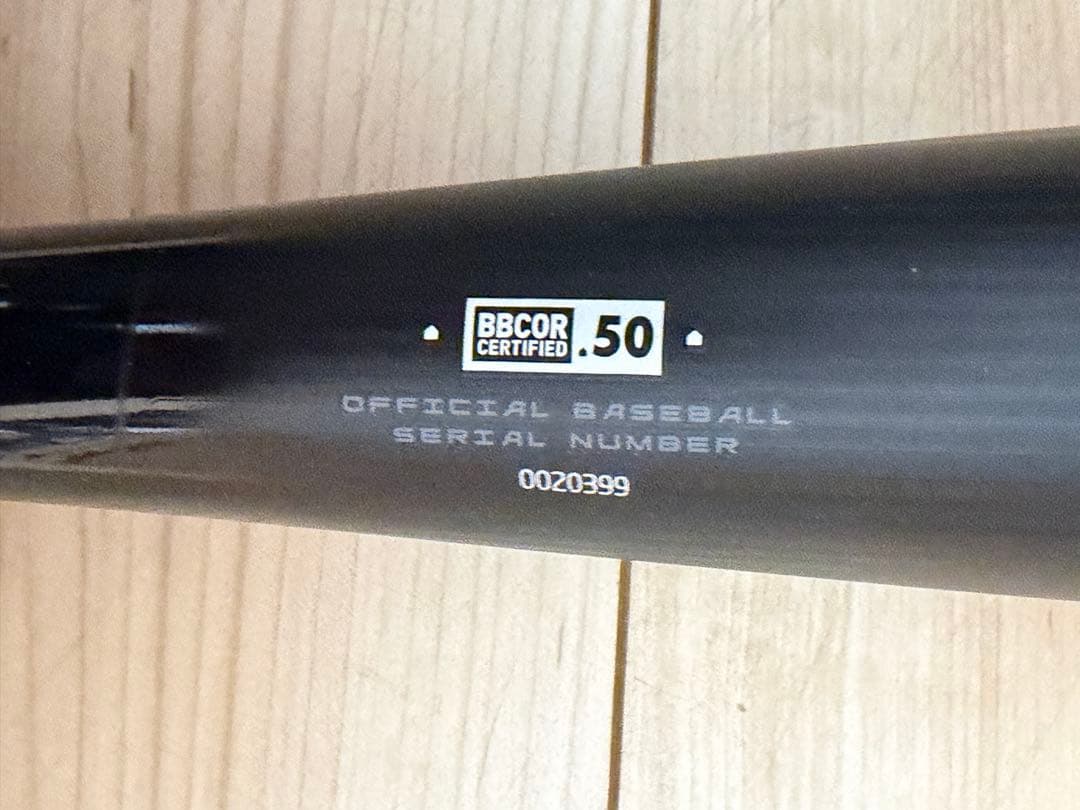 BBCOR
CERTIFIED .50
OFFICIAL BASEBALL
SERIAL NUMBER
0020399